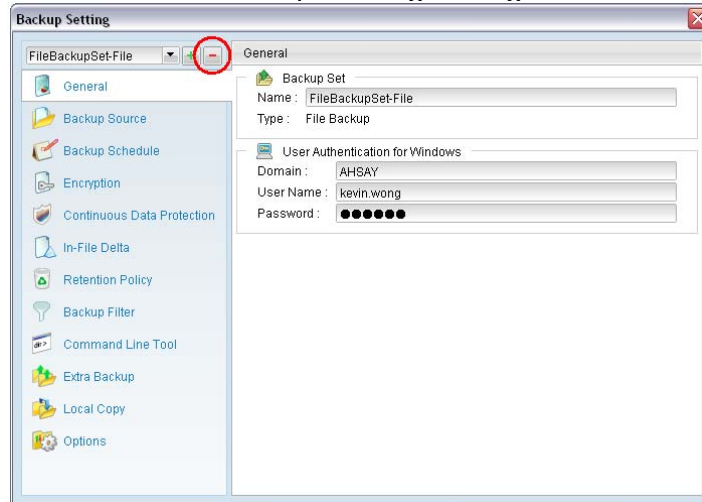 Backup Setting
FileBackupSet-File
General
Backup Source
Backup Schedule
Encryption
Continuous Data Protection
In-File Delta
Retention Policy
Backup Filter
Command Line Tool
Extra Backup
Local Copy
Options
General
Backup Set
Name : FileBackupSet-File
Type : File Backup
User Authentication for Windows
Domain : AHSAY
User Name : kevin.wong
Password : ●●●●●●